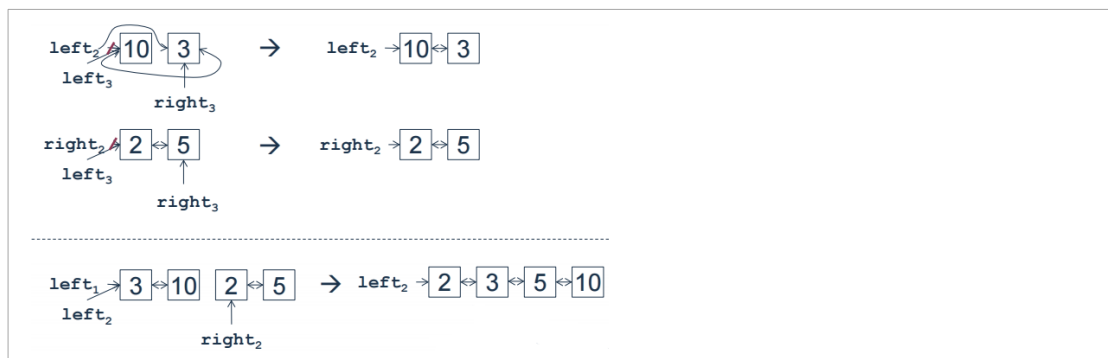 left₂ 10 3 → left₂ → 10 ↔ 3
left₃
right₃
right₂ 2 ↔ 5 → right₂ → 2 ↔ 5
left₃
right₃
left₁ → 3 ↔ 10 2 ↔ 5 → left₂ → 2 ↔ 3 ↔ 5 ↔ 10
left₂
right₂